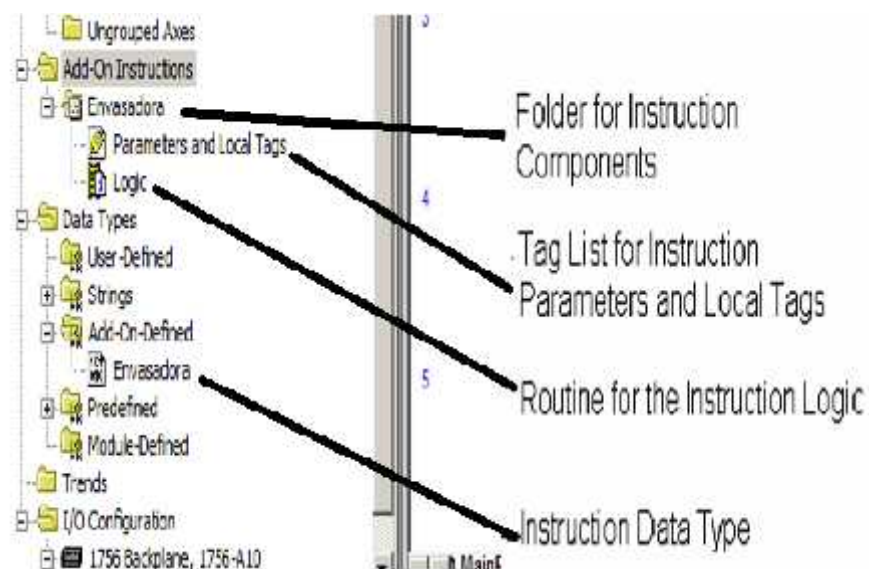 Ungrouped Axes
Add-On Instructions
Envasadora
Parameters and Local Tags
Logic
Data Types
User-Defined
Strings
Add-On-Defined
Envasadora
Predefined
Module-Defined
Trends
I/O Configuration
1756 Backplane, 1756-A10
3
4
5
Folder for Instruction
Components
Tag List for Instruction
Parameters and Local Tags
Routine for the Instruction Logic
Instruction Data Type